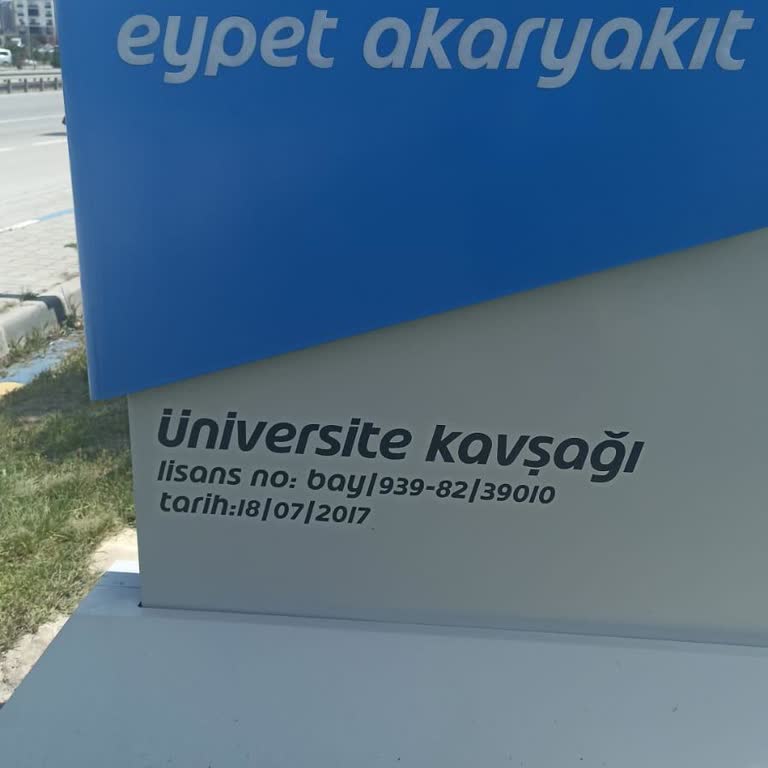 eypet akaryakıt
üniversite kavşağı
lisans no: bay/939-82/39010
tarih:18/07/2017